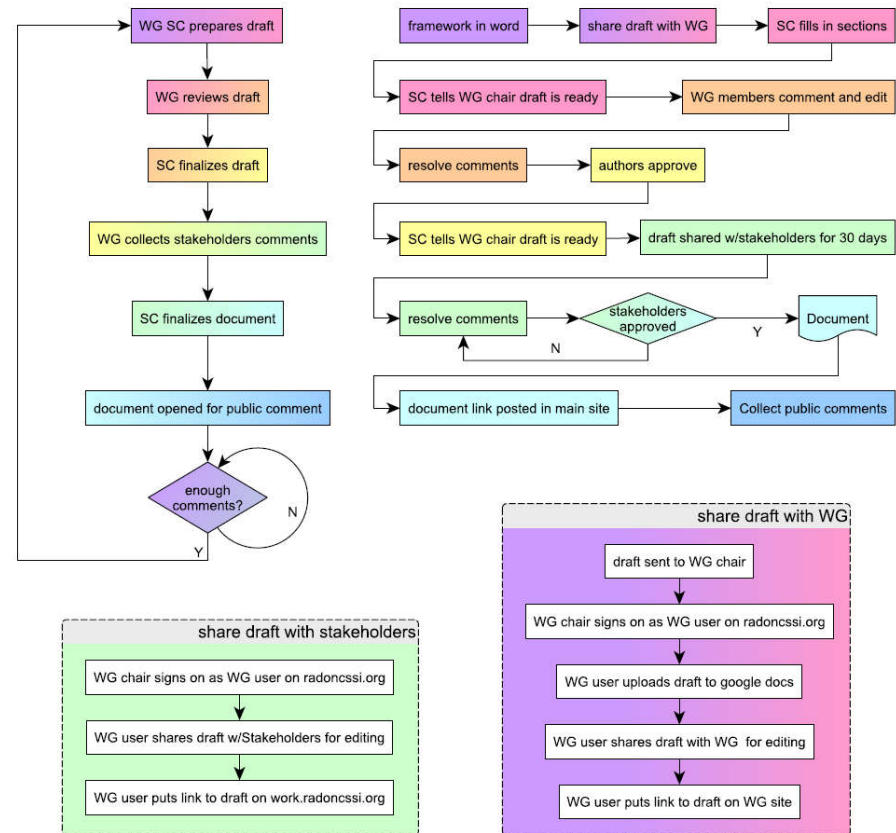 WG SC prepares draft
WG reviews draft
SC finalizes draft
WG collects stakeholders comments
SC finalizes document
document opened for public comment
enough
comments?
N
Y
framework in word
share draft with WG
SC fills in sections
SC tells WG chair draft is ready
WG members comment and edit
resolve comments
authors approve
SC tells WG chair draft is ready
draft shared w/stakeholders for 30 days
resolve comments
stakeholders
approved
N
Y
Document
document link posted in main site
Collect public comments
share draft with stakeholders
WG chair signs on as WG user on radoncssi.org
WG user shares draft w/Stakeholders for editing
WG user puts link to draft on work.radoncssi.org
share draft with WG
draft sent to WG chair
WG chair signs on as WG user on radoncssi.org
WG user uploads draft to google docs
WG user shares draft with WG for editing
WG user puts link to draft on WG site